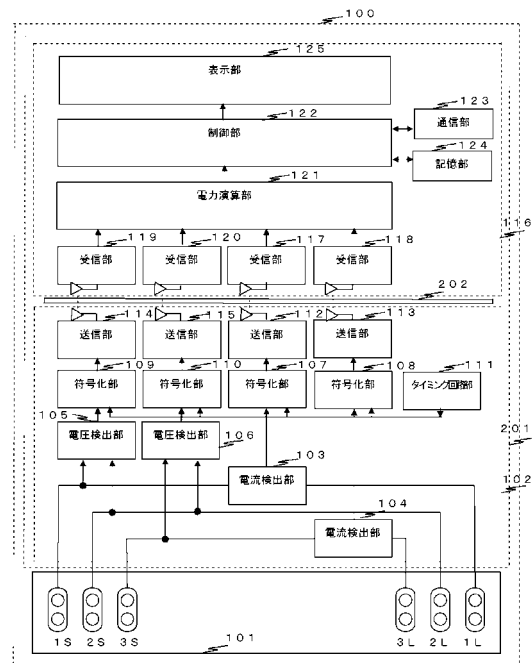 100
125
表示部
122
制御部
123
通信部
124
記憶部
121
電力演算部
116
119
120
117
118
受信部
受信部
受信部
受信部
202
114
115
112
113
送信部
送信部
送信部
送信部
109
110
107
108
111
符号化部
符号化部
符号化部
符号化部
タイミング回路部
105
電圧検出部
電圧検出部
106
201
103
電流検出部
102
104
電流検出部
1S 2S 3S 3L 2L 1L
101